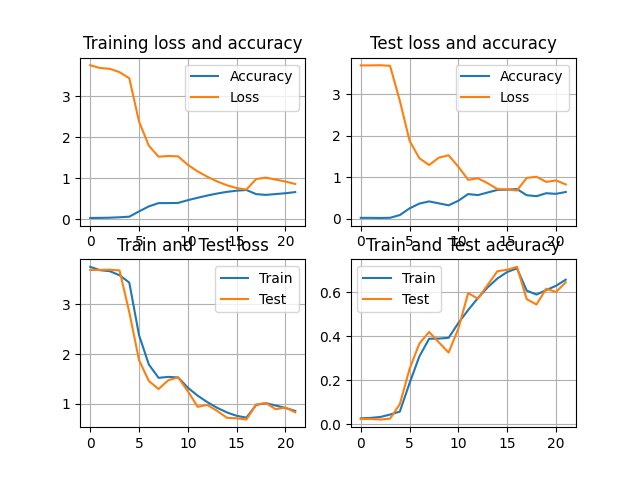 Training loss and accuracy
Test loss and accuracy
3
2
1
0
Accuracy
Loss
3
2
1
0
Accuracy
Loss
0 5 10 15 20
0 5 10 15 20
Train and Test loss
Train and Test accuracy
3
2
1
Train
Test
0.6
0.4
0.2
0.0
Train
Test
0 5 10 15 20
0 5 10 15 20